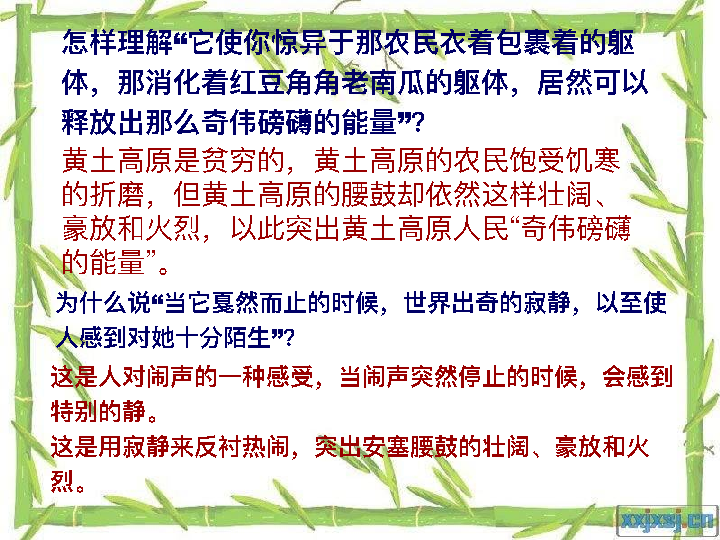 怎样理解“它使你惊异于那农民衣着包裹着的躯
体，那消化着红豆角角老南瓜的躯体，居然可以
释放出那么奇伟磅礴的能量”？
黄土高原是贫穷的，黄土高原的农民饱受饥寒
的折磨，但黄土高原的腰鼓却依然这样壮阔、
豪放和火烈，以此突出黄土高原人民“奇伟磅礴
的能量”。
为什么说“当它戛然而止的时候，世界出奇的寂静，以至使
人感到对她十分陌生”？
这是人对闹声的一种感受，当闹声突然停止的时候，会感到
特别的静。
这是用寂静来反衬热闹，突出安塞腰鼓的壮阔、豪放和火
烈。
xxjxsj.cn